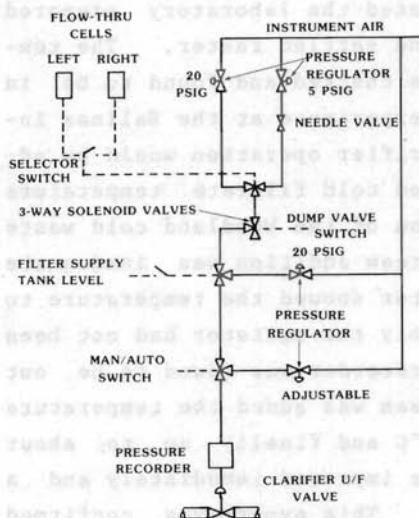 FLOW-THRU
CELLS
LEFT RIGHT
INSTRUMENT AIR
20
PSIG
PRESSURE
REGULATOR
5 PSIG
NEEDLE VALVE
SELECTOR
SWITCH
3-WAY SOLENOID VALVES
DUMP VALVE
SWITCH
FILTER SUPPLY
TANK LEVEL
20 PSIG
PRESSURE
REGULATOR
MAN/AUTO
SWITCH
ADJUSTABLE
PRESSURE
RECORDER
CLARIFIER U/F
VALVE